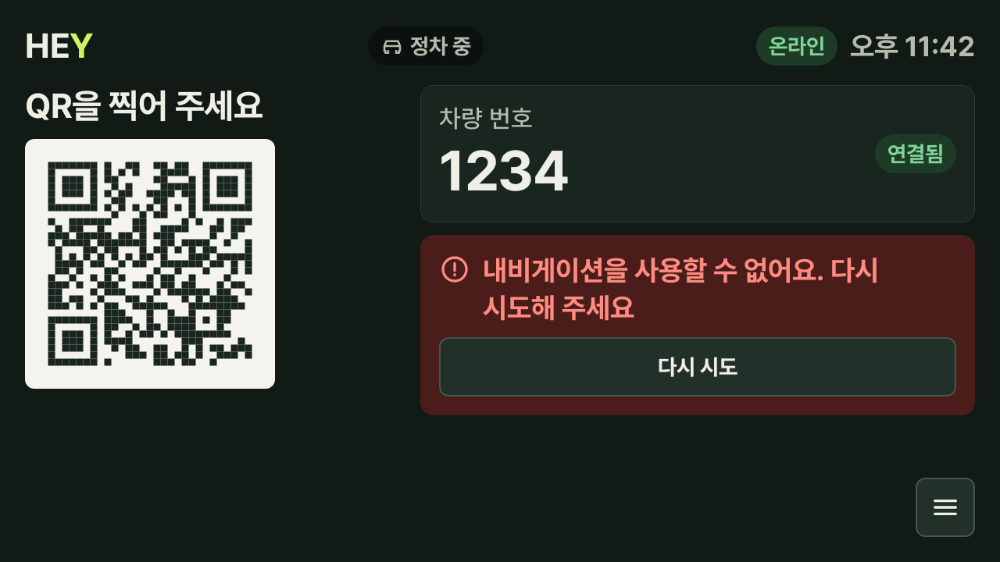 HEY
정차 중
온라인
오후 11:42
QR을 찍어 주세요
차량 번호
1234
연결됨
내비게이션을 사용할 수 없어요. 다시
시도해 주세요
다시 시도